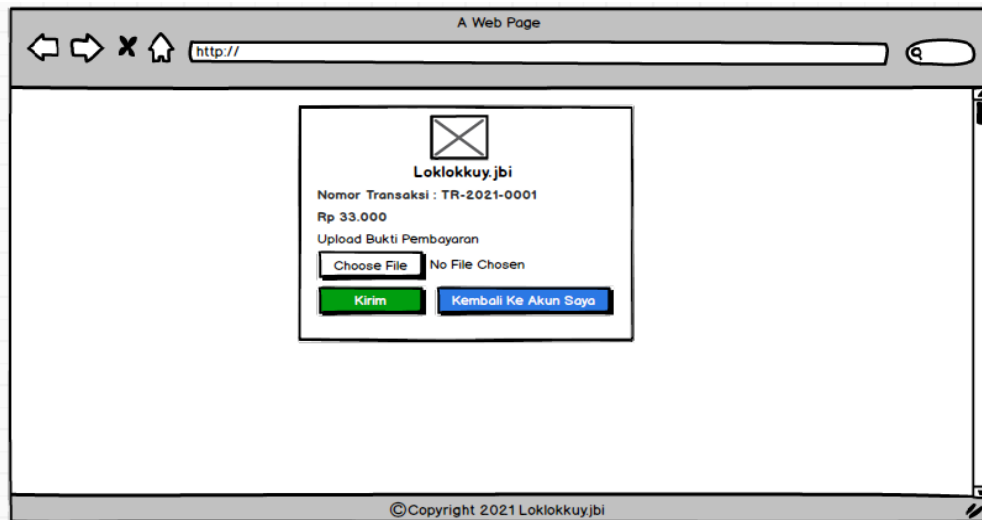 A Web Page
http://
Loklokkuy.jbi
Nomor Transaksi : TR-2021-0001
Rp 33.000
Upload Bukti Pembayaran
Choose File No File Chosen
Kirim Kembali Ke Akun Saya
©Copyright 2021 Loklokkuy.jbi